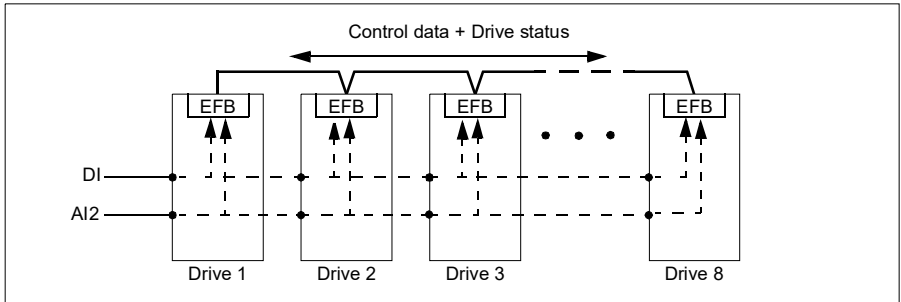 Control data + Drive status
EFB EFB EFB EFB
DI
AI2
Drive 1 Drive 2 Drive 3 Drive 8